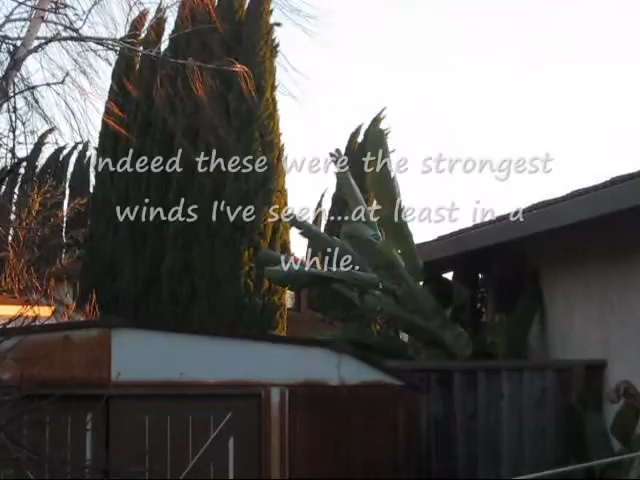 Indeed these were the strongest
winds I've seen...at least in a
while.